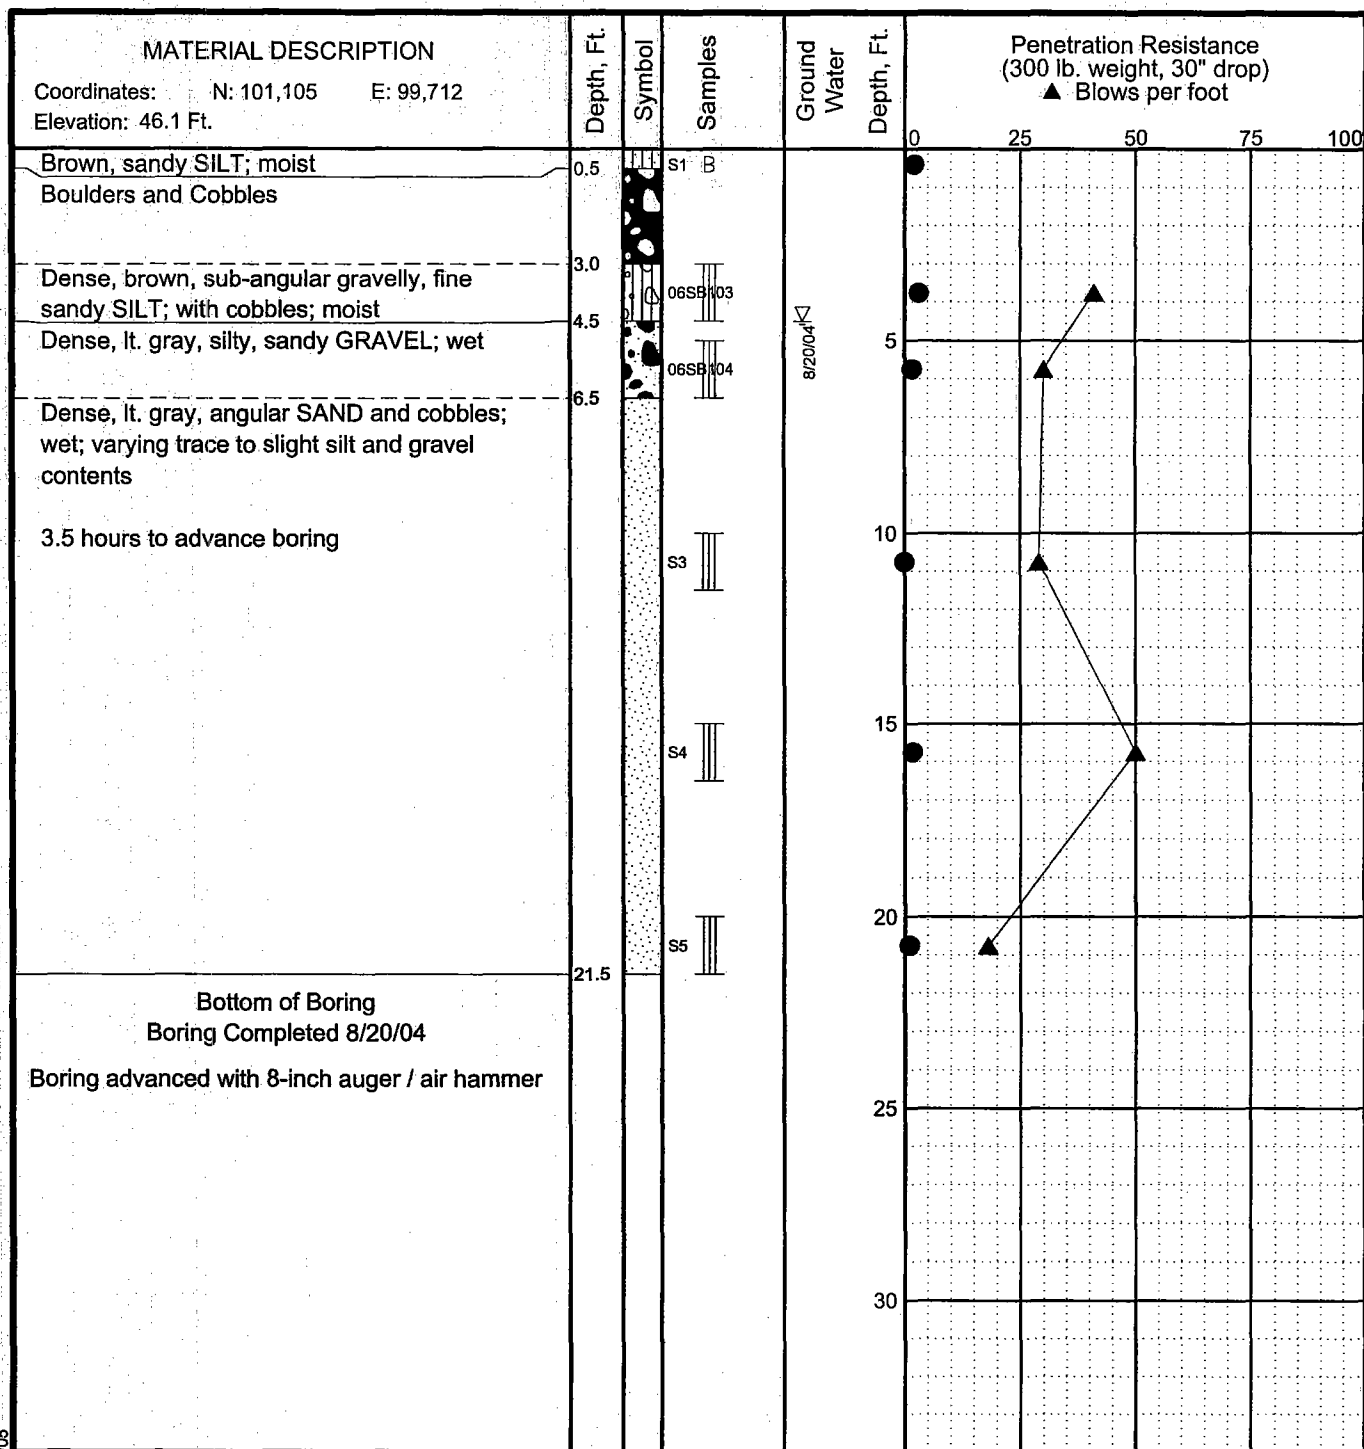 MATERIAL DESCRIPTION
Coordinates: N: 101,105 E: 99,712
Elevation: 46.1 Ft.
Depth, Ft.
Symbol
Samples
Ground
Water
Depth, Ft.
Penetration Resistance
(300 lb. weight, 30" drop)
▲ Blows per foot
0 25 50 75 100
Brown, sandy SILT; moist
0.5
S1 B
Boulders and Cobbles
3.0
Dense, brown, sub-angular gravelly, fine
sandy SILT; with cobbles; moist
06SB103
4.5
Dense, lt. gray, silty, sandy GRAVEL; wet
06SB104
8/20/04
5
6.5
Dense, lt. gray, angular SAND and cobbles;
wet; varying trace to slight silt and gravel
contents
3.5 hours to advance boring
10
S3
15
S4
20
S5
21.5
Bottom of Boring
Boring Completed 8/20/04
Boring advanced with 8-inch auger / air hammer
25
30